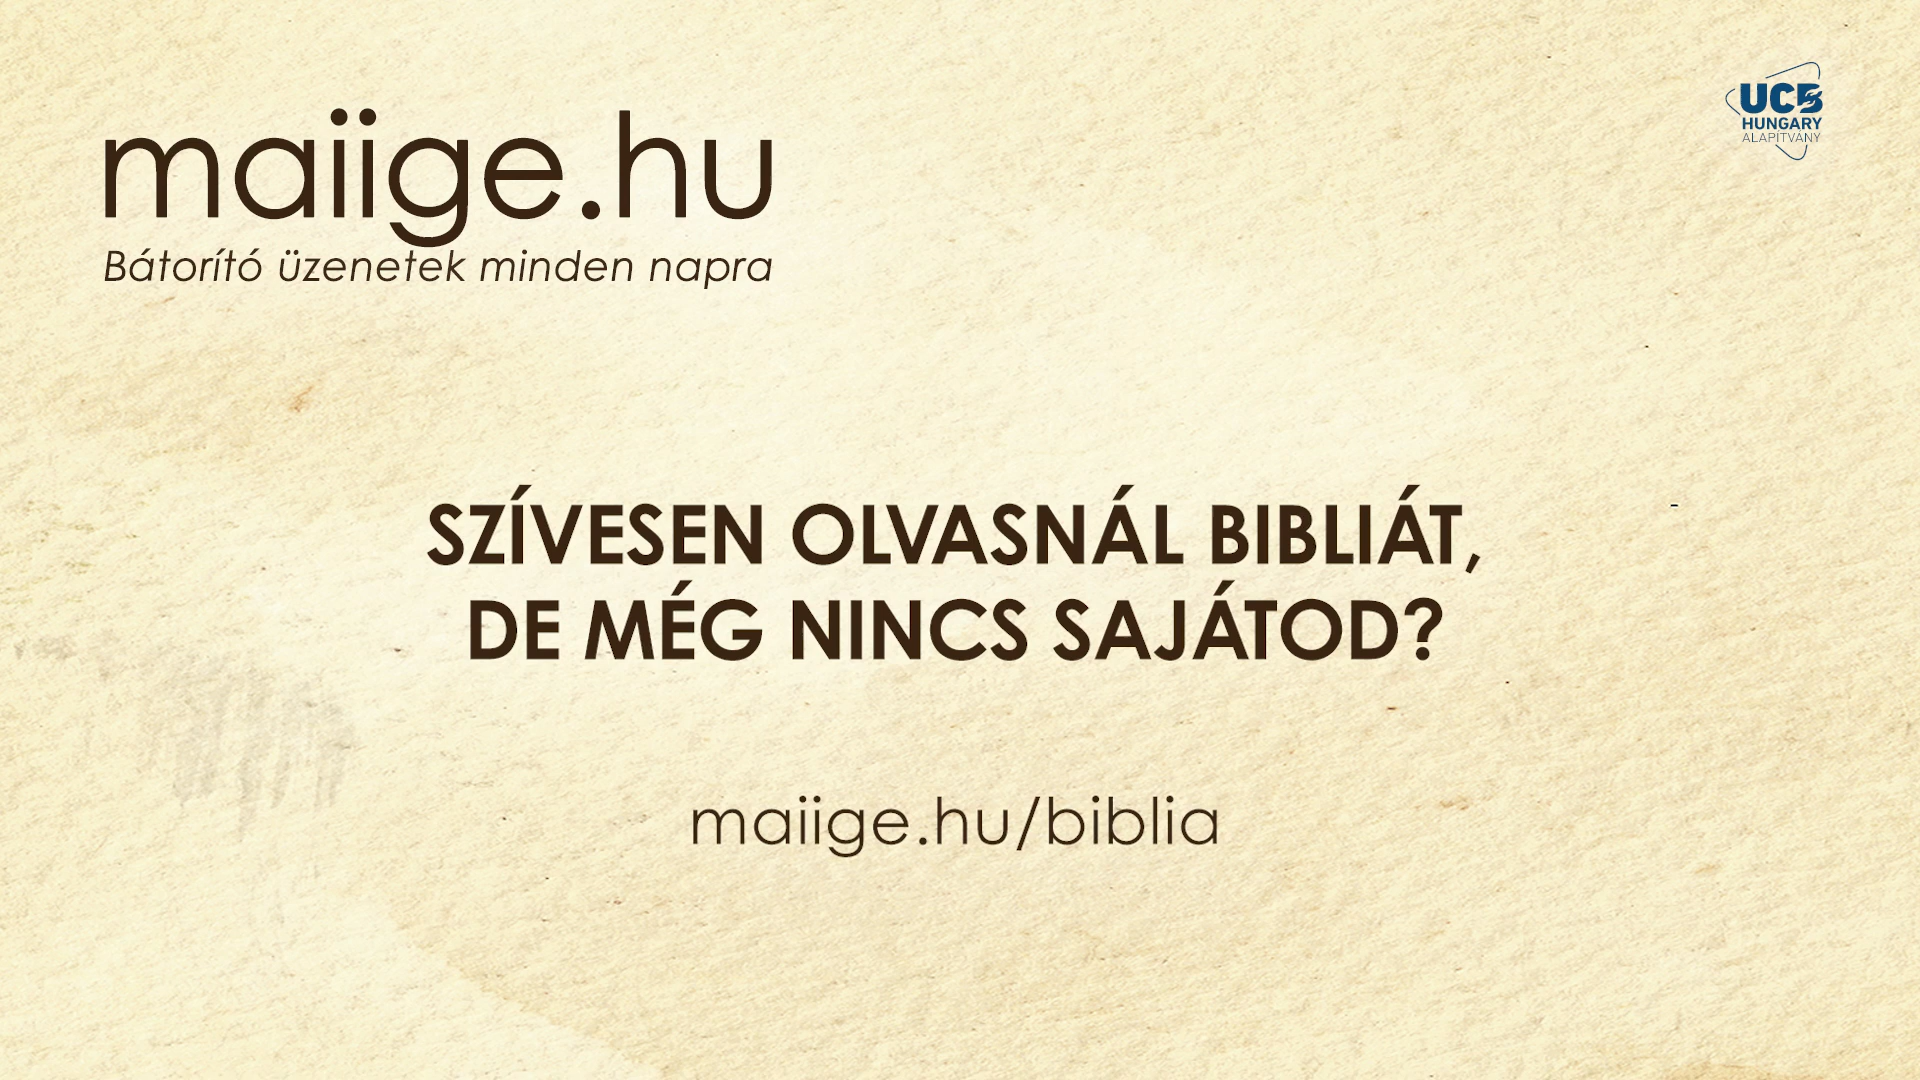 maiige.hu
Bátorító üzenetek minden napra
UCB
HUNGARY
ALAPÍTVÁNY
SZÍVESEN OLVASNÁL BIBLIÁT,
DE MÉG NINCS SAJÁTOD?
maiige.hu/biblia